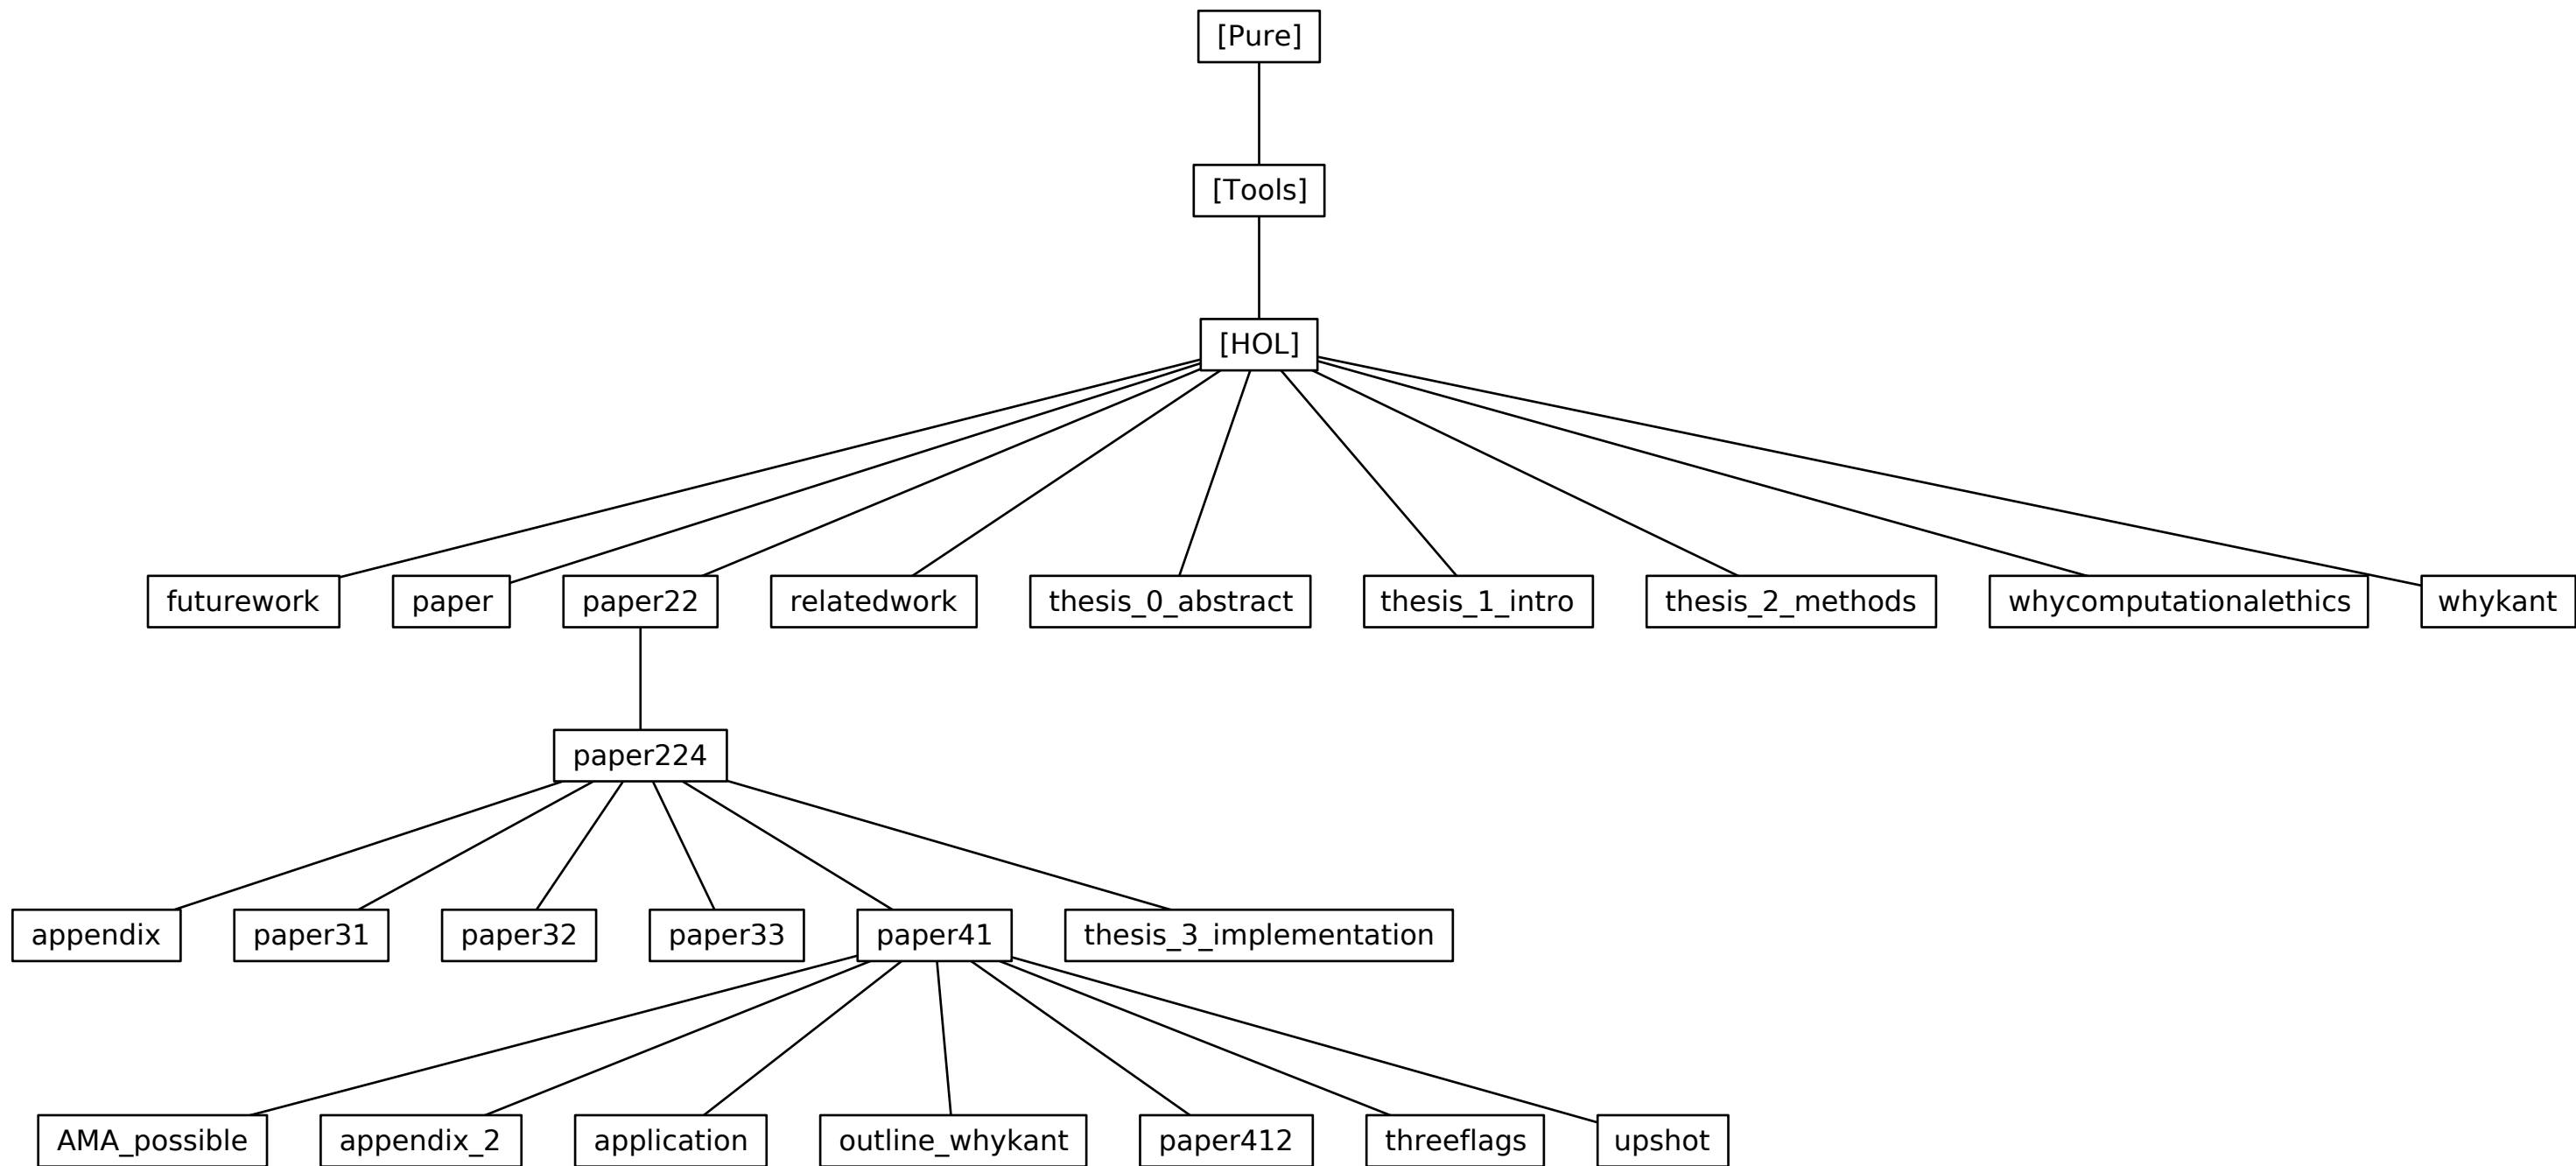 [Pure]
[Tools]
[HOL]
futurework
paper
paper22
relatedwork
thesis_0_abstract
thesis_1_intro
thesis_2_methods
whycomputationalethics
whykant
paper224
appendix
paper31
paper32
paper33
paper41
thesis_3_implementation
AMA_possible
appendix_2
application
outline_whykant
paper412
threeflags
upshot